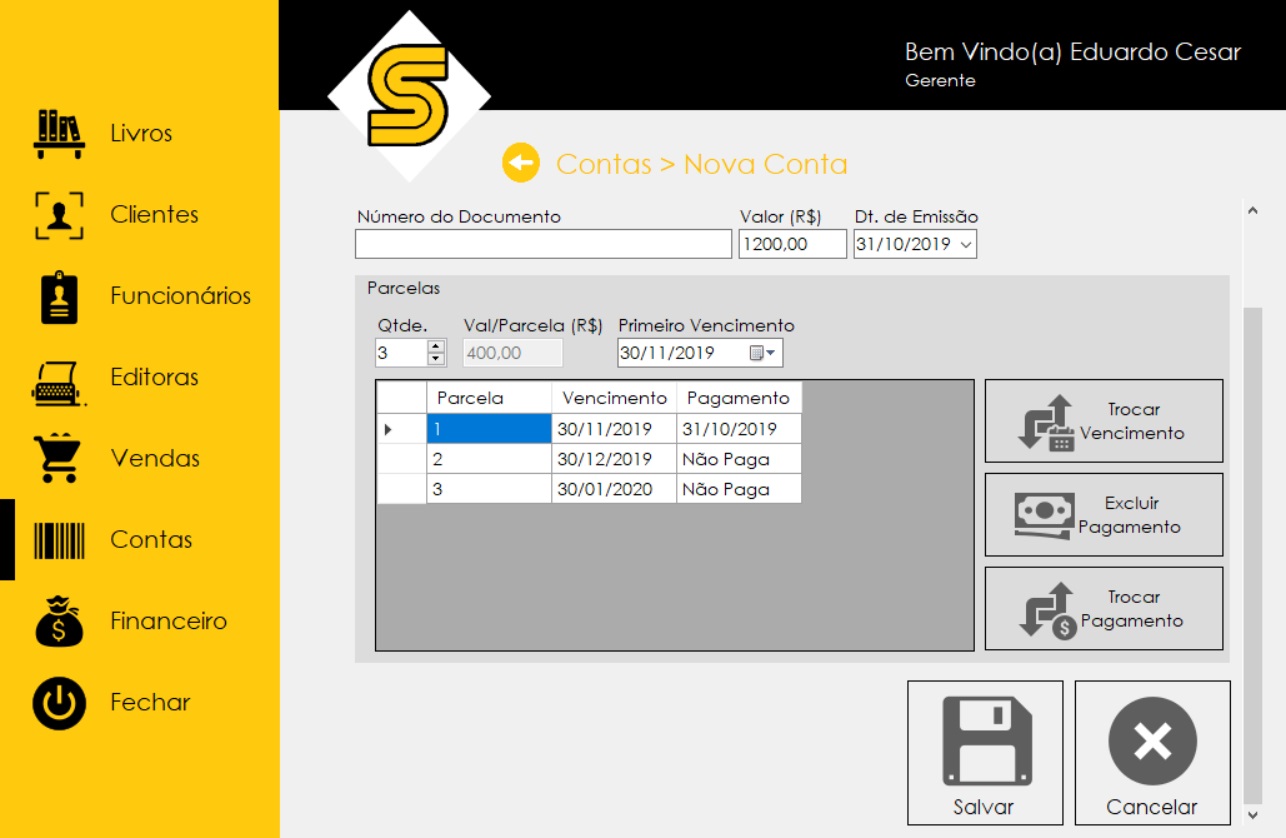 Bem Vindo(a) Eduardo Cesar
Gerente
S
Livros
Clientes
Funcionários
Editoras
Vendas
Contas
Financeiro
Fechar
Contas > Nova Conta
Número do Documento Valor (R$) Dt. de Emissão
1200,00 31/10/2019
Parcelas
Qtde. Val/Parcela (R$) Primeiro Vencimento
3 400,00 30/11/2019
Parcela Vencimento Pagamento
1 30/11/2019 31/10/2019
2 30/12/2019 Não Paga
3 30/01/2020 Não Paga
Trocar
Vencimento
Excluir
Pagamento
Trocar
Pagamento
Salvar Cancelar